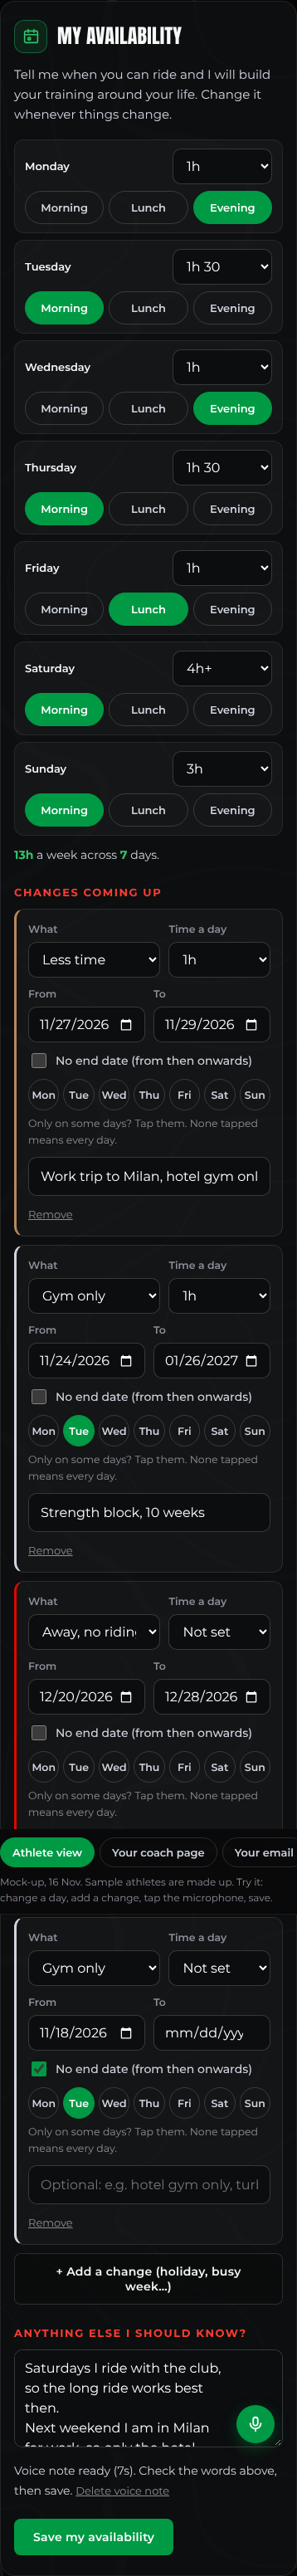 MY AVAILABILITY
Tell me when you can ride and I will build
your training around your life. Change it
whenever things change.
Monday 1h
Morning Lunch Evening
Tuesday 1h 30
Morning Lunch Evening
Wednesday 1h
Morning Lunch Evening
Thursday 1h 30
Morning Lunch Evening
Friday 1h
Morning Lunch Evening
Saturday 4h+
Morning Lunch Evening
Sunday 3h
Morning Lunch Evening
13h a week across 7 days.
CHANGES COMING UP
What Time a day
Less time 1h
From To
11/27/2026 11/29/2026
No end date (from then onwards)
Mon Tue Wed Thu Fri Sat Sun
Only on some days? Tap them. None tapped
means every day.
Work trip to Milan, hotel gym onl
Remove
What Time a day
Gym only 1h
From To
11/24/2026 01/26/2027
No end date (from then onwards)
Mon Tue Wed Thu Fri Sat Sun
Only on some days? Tap them. None tapped
means every day.
Strength block, 10 weeks
Remove
What Time a day
Away, no riding Not set
From To
12/20/2026 12/28/2026
No end date (from then onwards)
Mon Tue Wed Thu Fri Sat Sun
Only on some days? Tap them. None tapped
means every day.
Athlete view Your coach page Your email
Mock-up, 16 Nov. Sample athletes are made up. Try it:
change a day, add a change, tap the microphone, save.
What Time a day
Gym only Not set
From To
11/18/2026 mm/dd/yyy
No end date (from then onwards)
Mon Tue Wed Thu Fri Sat Sun
Only on some days? Tap them. None tapped
means every day.
Optional: e.g. hotel gym only, turl
Remove
+ Add a change (holiday, busy
week...)
ANYTHING ELSE I SHOULD KNOW?
Saturdays I ride with the club,
so the long ride works best
then.
Next weekend I am in Milan
for work, so only the hotel
Voice note ready (7s). Check the words above,
then save. Delete voice note
Save my availability